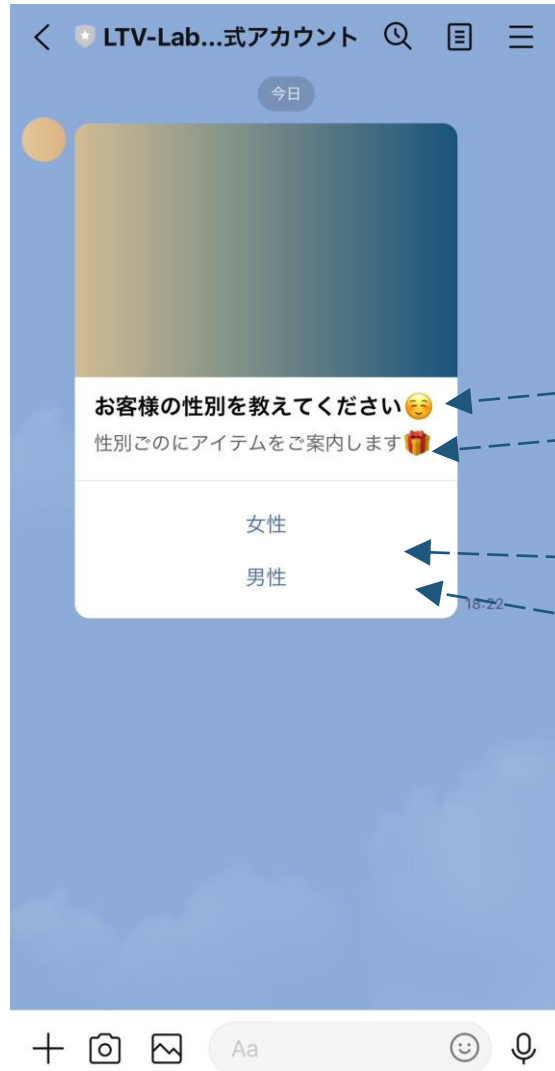 LTV-Lab...式アカウント
今日
お客様の性別を教えてください☺️
性別ごのにアイテムをご案内します🎁
女性
男性
18:22
Aa